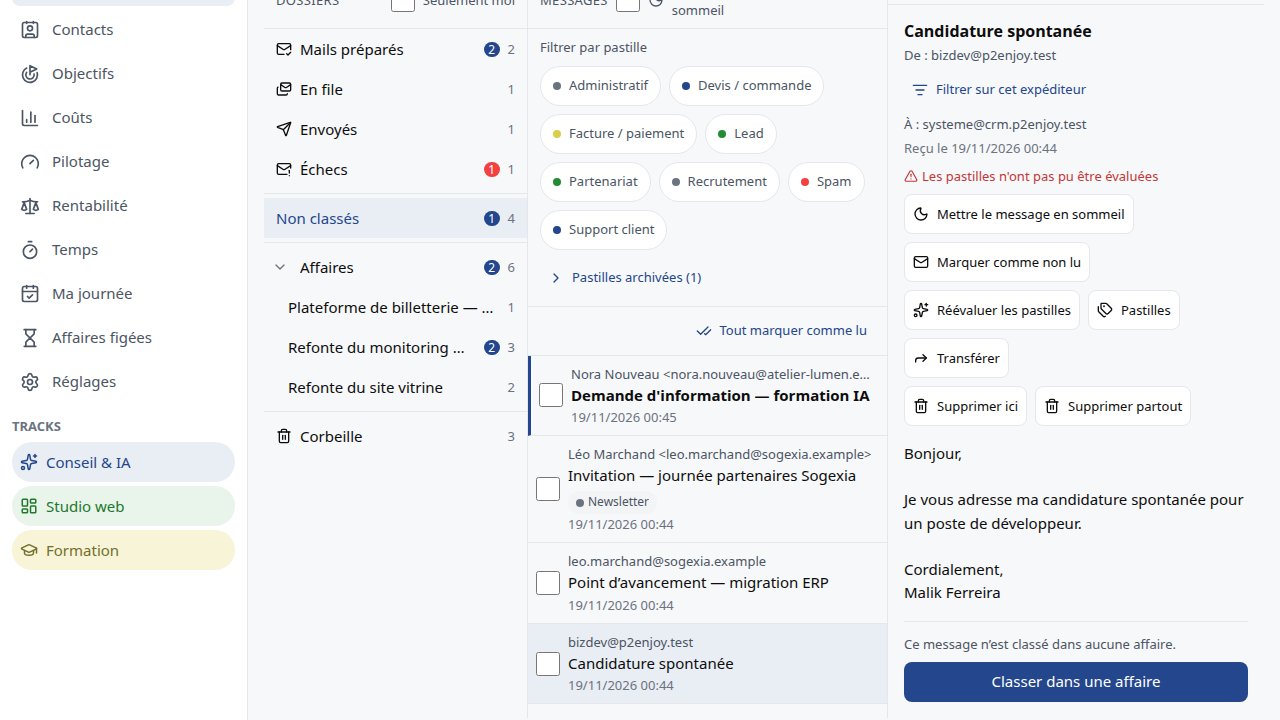 Contacts
Objectifs
Coûts
Pilotage
Rentabilité
Temps
Ma journée
Affaires figées
Réglages
TRACKS
Conseil & IA
Studio web
Formation
DOSSIERS
Seulement moi
Mails préparés 2 2
En file 1
Envoyés 1
Échecs 1 1
Non classés 1 4
Affaires 2 6
Plateforme de billetterie — ... 1
Refonte du monitoring ... 2 3
Refonte du site vitrine 2
Corbeille 3
MESSAGES
sommeil
Filtrer par pastille
Administratif
Devis / commande
Facture / paiement
Lead
Partenariat
Recrutement
Spam
Support client
Pastilles archivées (1)
Tout marquer comme lu
Nora Nouveau <nora.nouveau@atelier-lumen.e...
Demande d'information — formation IA
19/11/2026 00:45
Léo Marchand <leo.marchand@sogexia.example>
Invitation — journée partenaires Sogexia
Newsletter
19/11/2026 00:44
leo.marchand@sogexia.example
Point d’avancement — migration ERP
19/11/2026 00:44
bizdev@p2enjoy.test
Candidature spontanée
19/11/2026 00:44
Candidature spontanée
De : bizdev@p2enjoy.test
Filtrer sur cet expéditeur
À : systeme@crm.p2enjoy.test
Reçu le 19/11/2026 00:44
Les pastilles n'ont pas pu être évaluées
Mettre le message en sommeil
Marquer comme non lu
Réévaluer les pastilles
Pastilles
Transférer
Supprimer ici
Supprimer partout
Bonjour,
Je vous adresse ma candidature spontanée pour
un poste de développeur.
Cordialement,
Malik Ferreira
Ce message n’est classé dans aucune affaire.
Classer dans une affaire